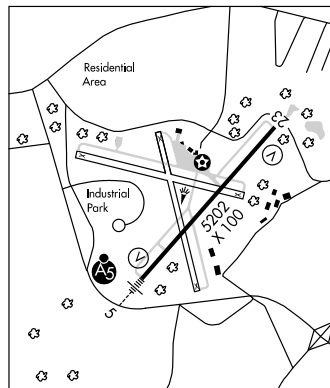 Residential
Area
23
V
Industrial
Park
5202
X 100
V
A5
5
X
X
X
X